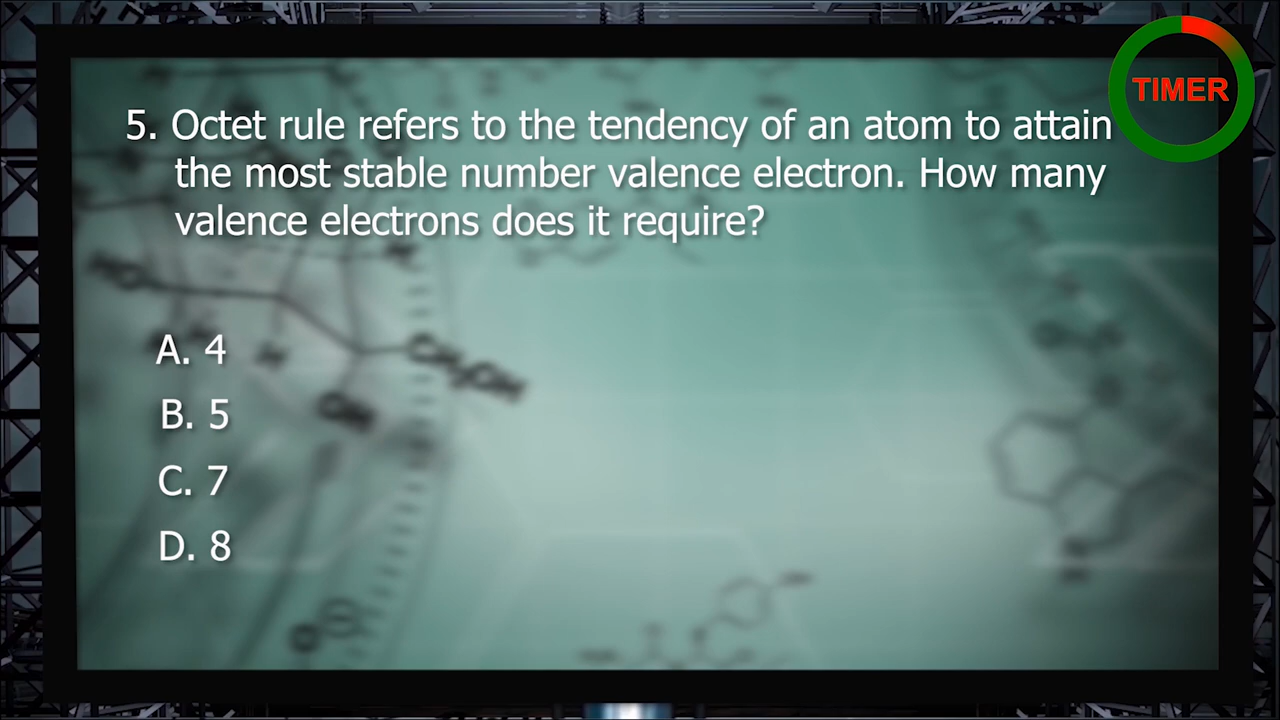 TIMER
5. Octet rule refers to the tendency of an atom to attain
the most stable number valence electron. How many
valence electrons does it require?
A. 4
B. 5
C. 7
D. 8